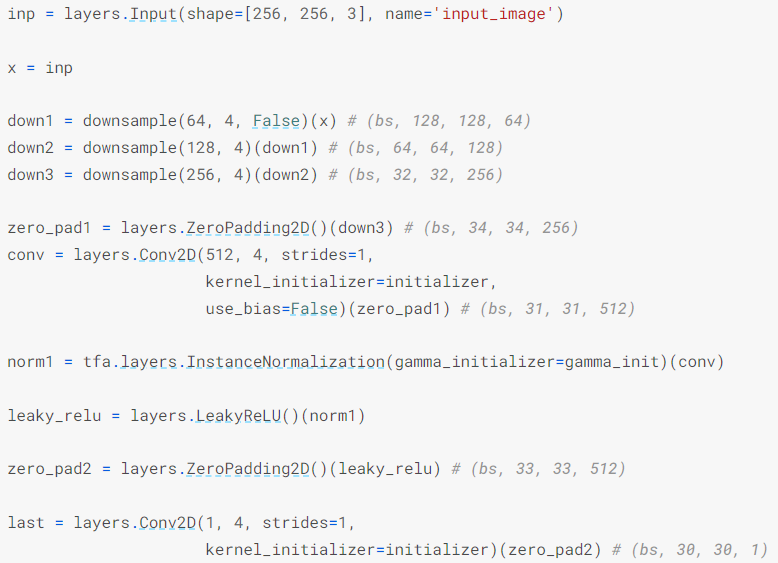 inp = layers.Input(shape=[256, 256, 3], name='input_image')
x = inp
down1 = downsample(64, 4, False)(x) # (bs, 128, 128, 64)
down2 = downsample(128, 4)(down1) # (bs, 64, 64, 128)
down3 = downsample(256, 4)(down2) # (bs, 32, 32, 256)
zero_pad1 = layers.ZeroPadding2D()(down3) # (bs, 34, 34, 256)
conv = layers.Conv2D(512, 4, strides=1,
kernel_initializer=initializer,
use_bias=False)(zero_pad1) # (bs, 31, 31, 512)
norm1 = tfa.layers.InstanceNormalization(gamma_initializer=gamma_init)(conv)
leaky_relu = layers.LeakyReLU()(norm1)
zero_pad2 = layers.ZeroPadding2D()(leaky_relu) # (bs, 33, 33, 512)
last = layers.Conv2D(1, 4, strides=1,
kernel_initializer=initializer)(zero_pad2) # (bs, 30, 30, 1)